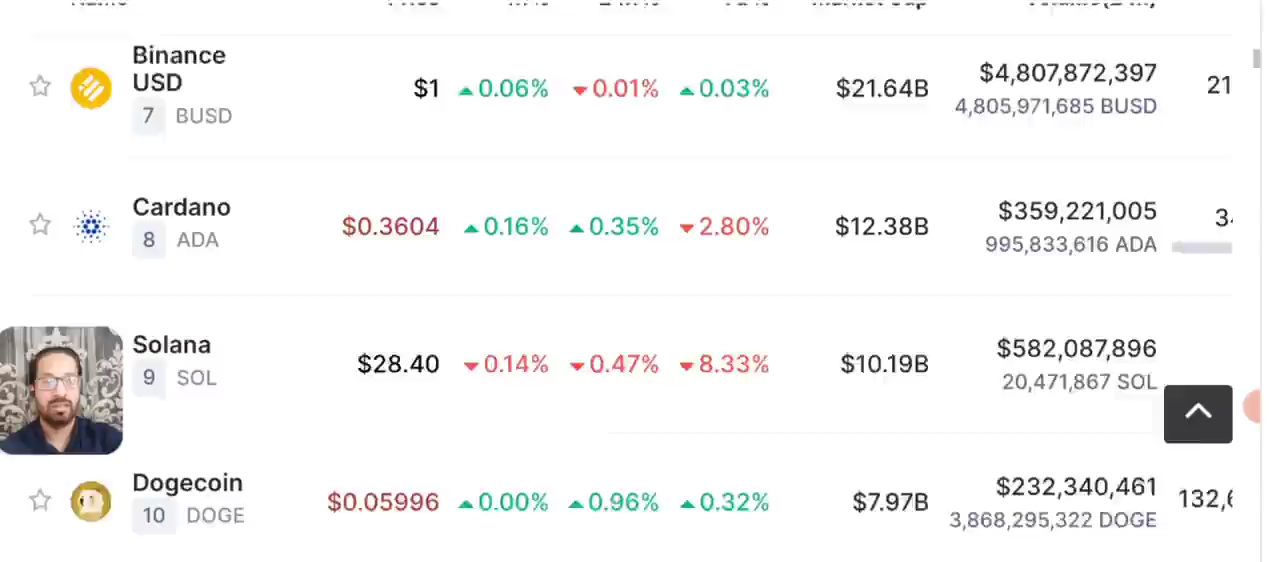 Binance
USD
7 BUSD
$1 0.06% 0.01% 0.03% $21.64B $4,807,872,397
4,805,971,685 BUSD
21
Cardano
8 ADA
$0.3604 0.16% 0.35% 2.80% $12.38B $359,221,005
995,833,616 ADA
Solana
9 SOL
$28.40 0.14% 0.47% 8.33% $10.19B $582,087,896
20,471,867 SOL
Dogecoin
10 DOGE
$0.05996 0.00% 0.96% 0.32% $7.97B $232,340,461
3,868,295,322 DOGE